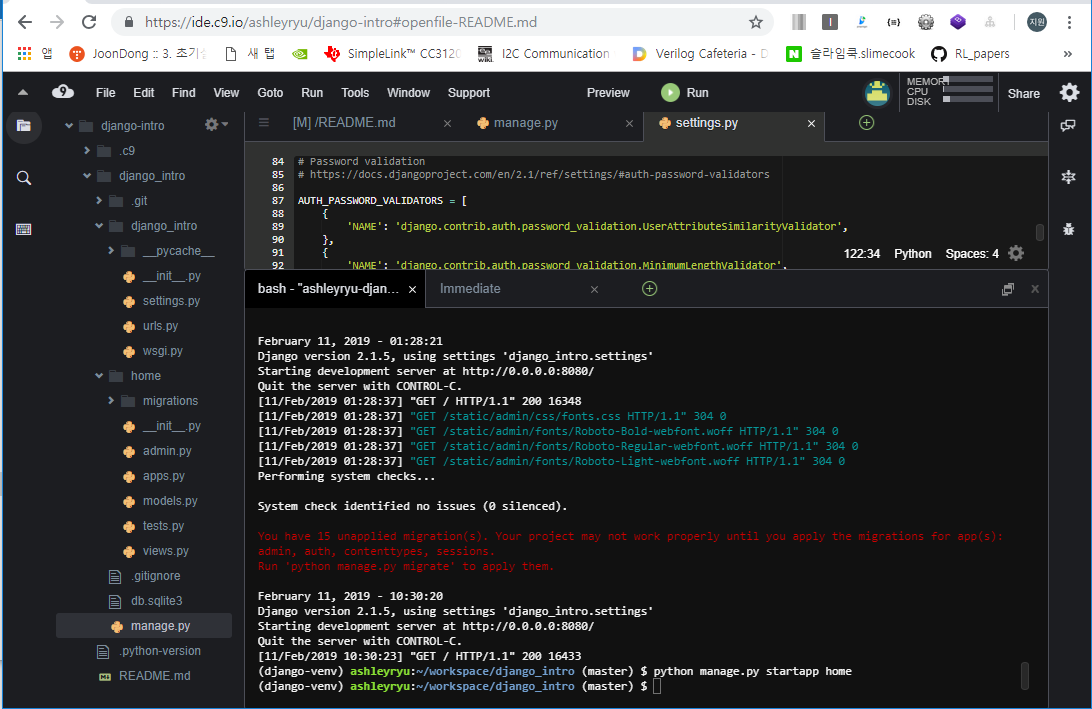 https://ide.c9.io/ashleyryu/django-intro#openfile-README.md
지원
앱
JoonDong :: 3. 초기
새 탭
SimpleLink™ CC312
I2C Communication
Verilog Cafeteria - D
슬라임쿡.slimecook
RL_papers
»
9 File Edit Find View Goto Run Tools Window Support Preview Run
MEMORY
CPU
DISK
Share
django-intro
[M] /README.md × manage.py × settings.py ×
.c9
django_intro
.git
django_intro
__pycache__
__init__.py
settings.py
urls.py
wsgi.py
home
migrations
__init__.py
admin.py
apps.py
models.py
tests.py
views.py
.gitignore
db.sqlite3
manage.py
.python-version
README.md
84 # Password validation
85 # https://docs.djangoproject.com/en/2.1/ref/settings/#auth-password-validators
86
87 AUTH_PASSWORD_VALIDATORS = [
88 {
89 'NAME': 'django.contrib.auth.password_validation.UserAttributeSimilarityValidator',
90 },
91 {
92 'NAME': 'django.contrib.auth.password_validation.MinimumLengthValidator',
122:34 Python Spaces: 4
bash - "ashleyryu-djan... × Immediate ×
February 11, 2019 - 01:28:21
Django version 2.1.5, using settings 'django_intro.settings'
Starting development server at http://0.0.0.0:8080/
Quit the server with CONTROL-C.
[11/Feb/2019 01:28:37] "GET / HTTP/1.1" 200 16348
[11/Feb/2019 01:28:37] "GET /static/admin/css/fonts.css HTTP/1.1" 304 0
[11/Feb/2019 01:28:37] "GET /static/admin/fonts/Roboto-Bold-webfont.woff HTTP/1.1" 304 0
[11/Feb/2019 01:28:37] "GET /static/admin/fonts/Roboto-Regular-webfont.woff HTTP/1.1" 304 0
[11/Feb/2019 01:28:37] "GET /static/admin/fonts/Roboto-Light-webfont.woff HTTP/1.1" 304 0
Performing system checks...
System check identified no issues (0 silenced).
You have 15 unapplied migration(s). Your project may not work properly until you apply the migrations for app(s):
admin, auth, contenttypes, sessions.
Run 'python manage.py migrate' to apply them.
February 11, 2019 - 10:30:20
Django version 2.1.5, using settings 'django_intro.settings'
Starting development server at http://0.0.0.0:8080/
Quit the server with CONTROL-C.
[11/Feb/2019 10:30:23] "GET / HTTP/1.1" 200 16433
(django-venv) ashleyryu:~/workspace/django_intro (master) $ python manage.py startapp home
(django-venv) ashleyryu:~/workspace/django_intro (master) $